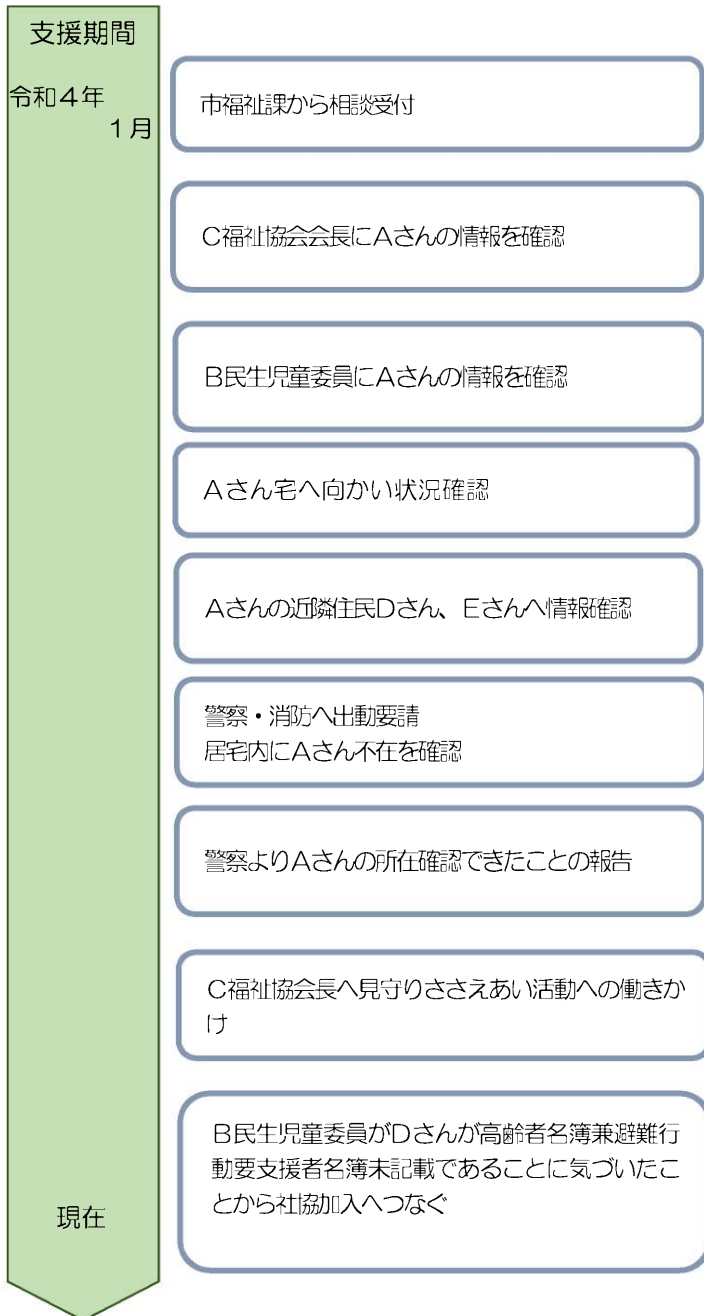 支援期間
令和4年
1月
市福祉課から相談受付
C福祉協会会長にAさんの情報を確認
B民生児童委員にAさんの情報を確認
Aさん宅へ向かい状況確認
Aさんの近隣住民Dさん、Eさんへ情報確認
警察・消防へ出動要請
居宅内にAさん不在を確認
警察よりAさんの所在確認できたことの報告
C福祉協会長へ見守りささえあい活動への働きか
け
B民生児童委員がDさんが高齢者名簿兼避難行
動要支援者名簿未記載であることに気づいたこ
とから社協加入へつなぐ
現在